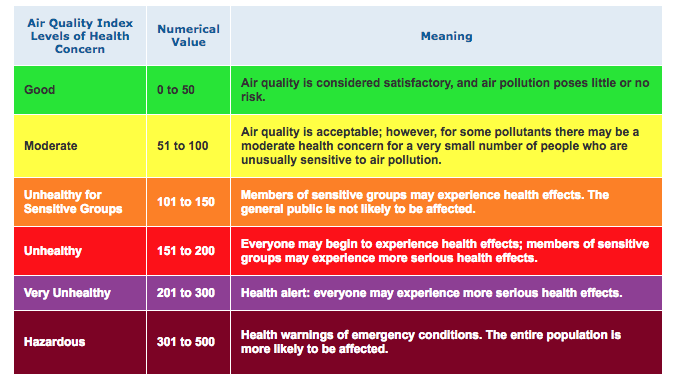 Air Quality Index
Levels of Health
Concern
Numerical
Value
Meaning
Good
0 to 50
Air quality is considered satisfactory, and air pollution poses little or no
risk.
Moderate
51 to 100
Air quality is acceptable; however, for some pollutants there may be a
moderate health concern for a very small number of people who are
unusually sensitive to air pollution.
Unhealthy for
Sensitive Groups
101 to 150
Members of sensitive groups may experience health effects. The
general public is not likely to be affected.
Unhealthy
151 to 200
Everyone may begin to experience health effects; members of sensitive
groups may experience more serious health effects.
Very Unhealthy
201 to 300
Health alert: everyone may experience more serious health effects.
Hazardous
301 to 500
Health warnings of emergency conditions. The entire population is
more likely to be affected.